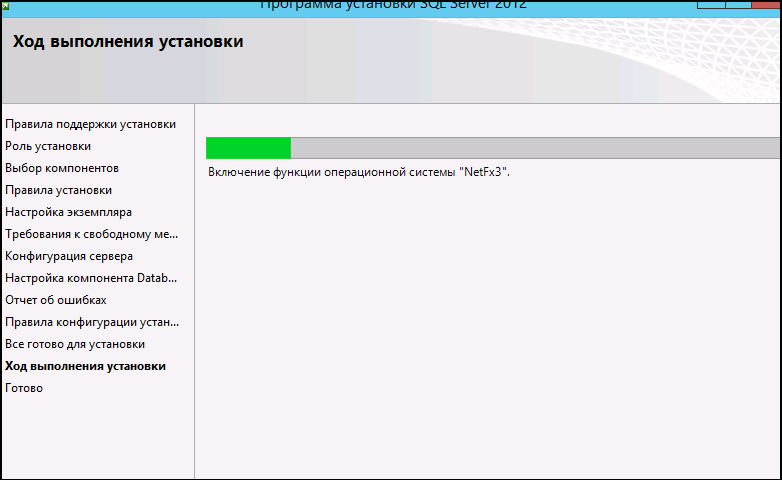 Программа установки SQL Server 2012
Ход выполнения установки
Правила поддержки установки
Роль установки
Выбор компонентов
Правила установки
Настройка экземпляра
Требования к свободному ме...
Конфигурация сервера
Настройка компонента Datab...
Отчет об ошибках
Правила конфигурации устан...
Все готово для установки
Ход выполнения установки
Готово
Включение функции операционной системы "NetFx3".